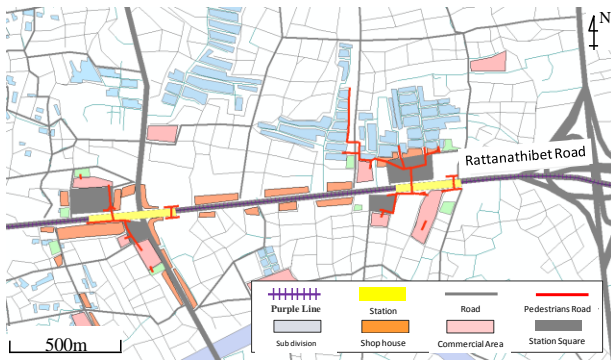 N
Rattanathibet Road
Purple Line
Station
Road
Pedestrians Road
Sub division
Shop house
Commercial Area
Station Square
500m